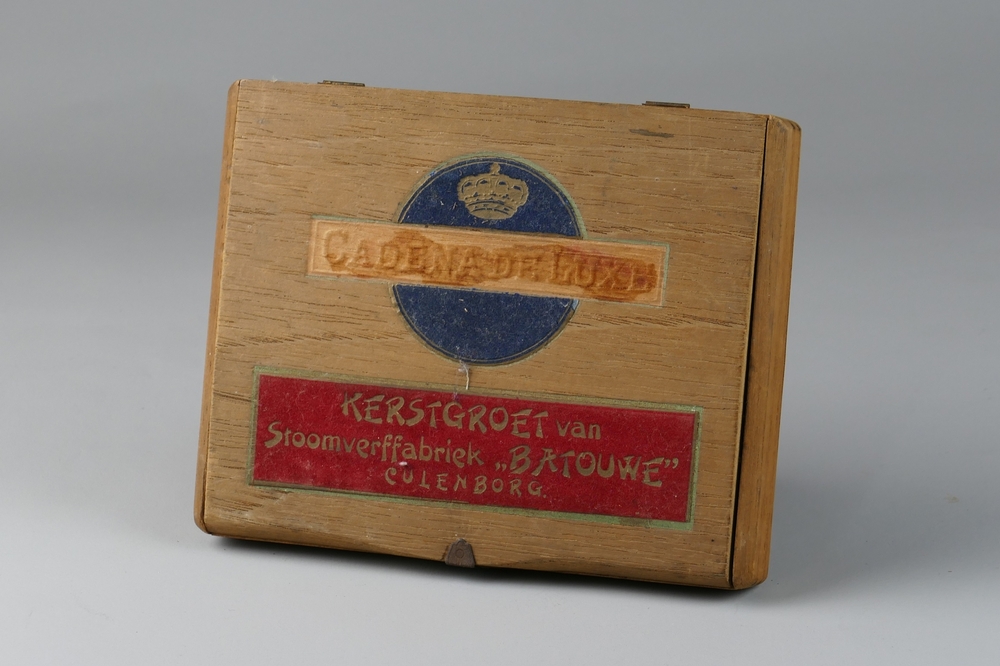 CADENA DE LUXE
KERSTGROET van
Stoomverffabriek „BATOUWE”
CULENBORG.